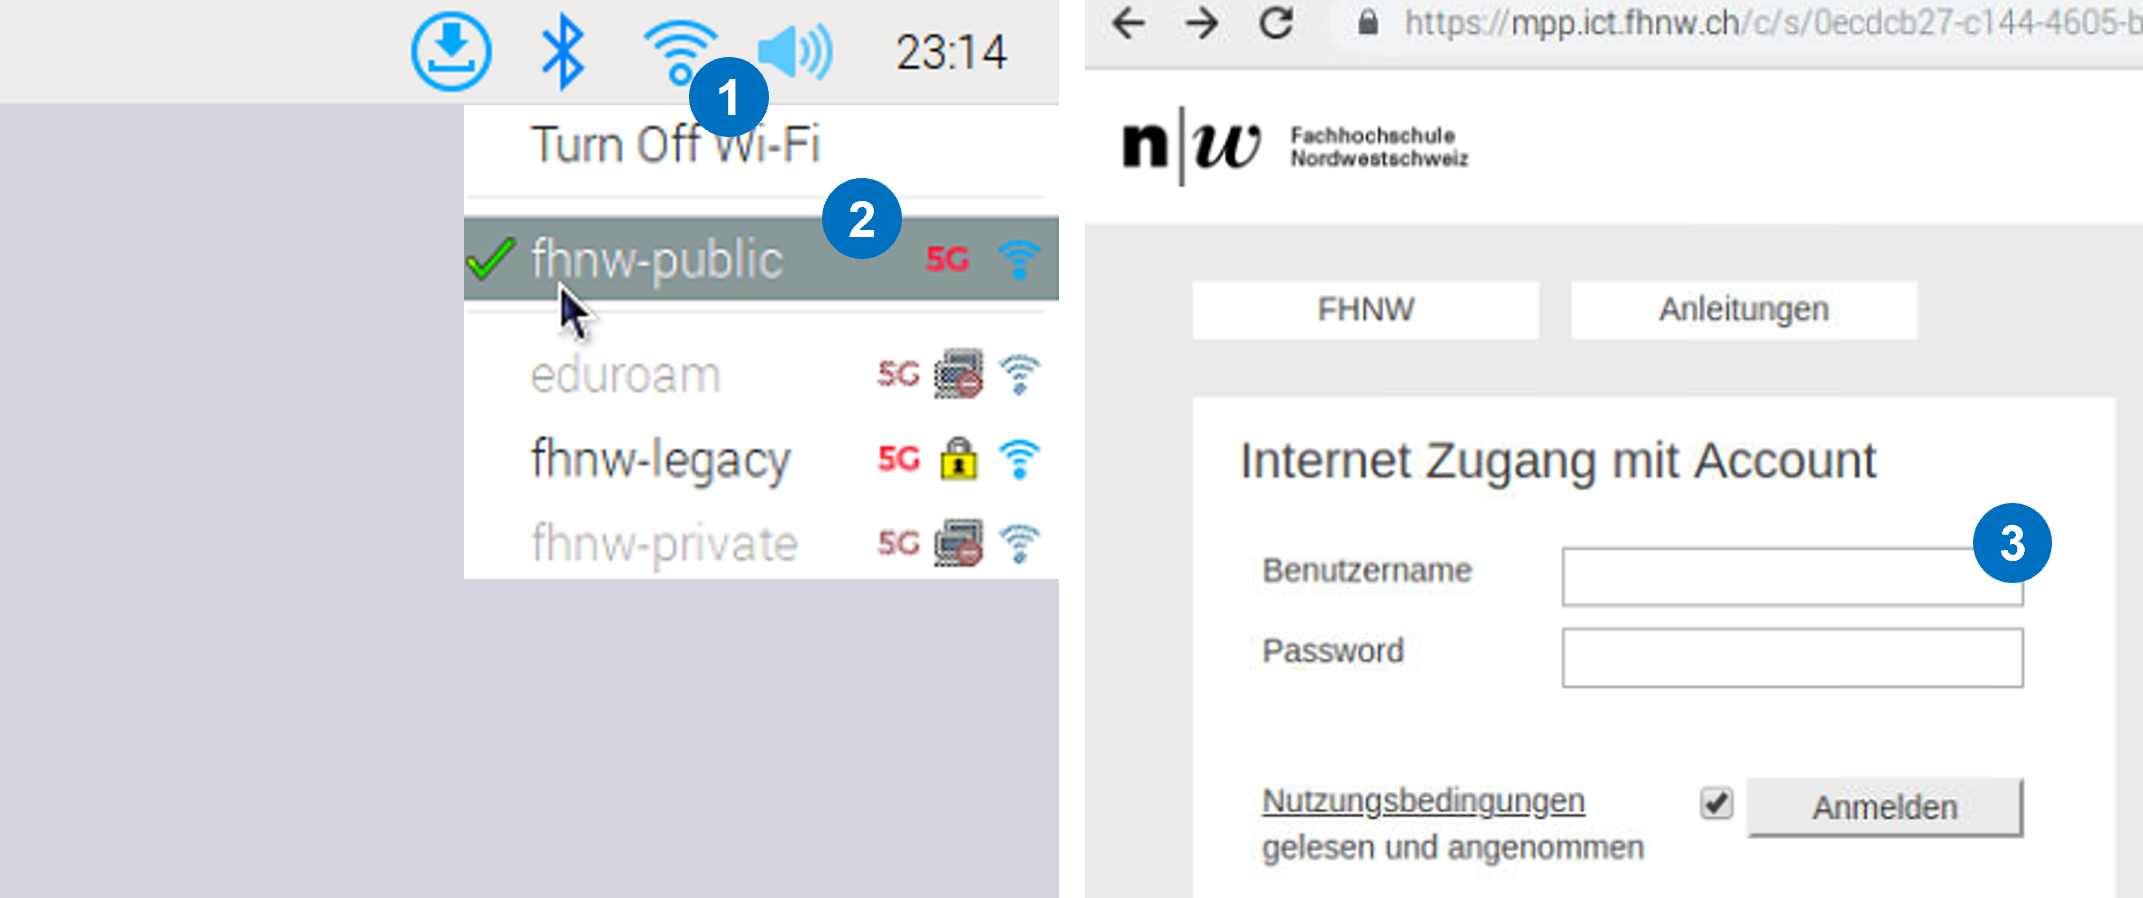 23:14
1
Turn Off Wi-Fi
2
fhnw-public 5G
eduroam 5G
fhnw-legacy 5G
fhnw-private 5G
https://mpp.ict.fhnw.ch/c/s/0ecdcb27-c144-4605-b
n|w Fachhochschule
Nordwestschweiz
FHNW Anleitungen
Internet Zugang mit Account
3
Benutzername
Password
Nutzungsbedingungen
gelesen und angenommen
Anmelden